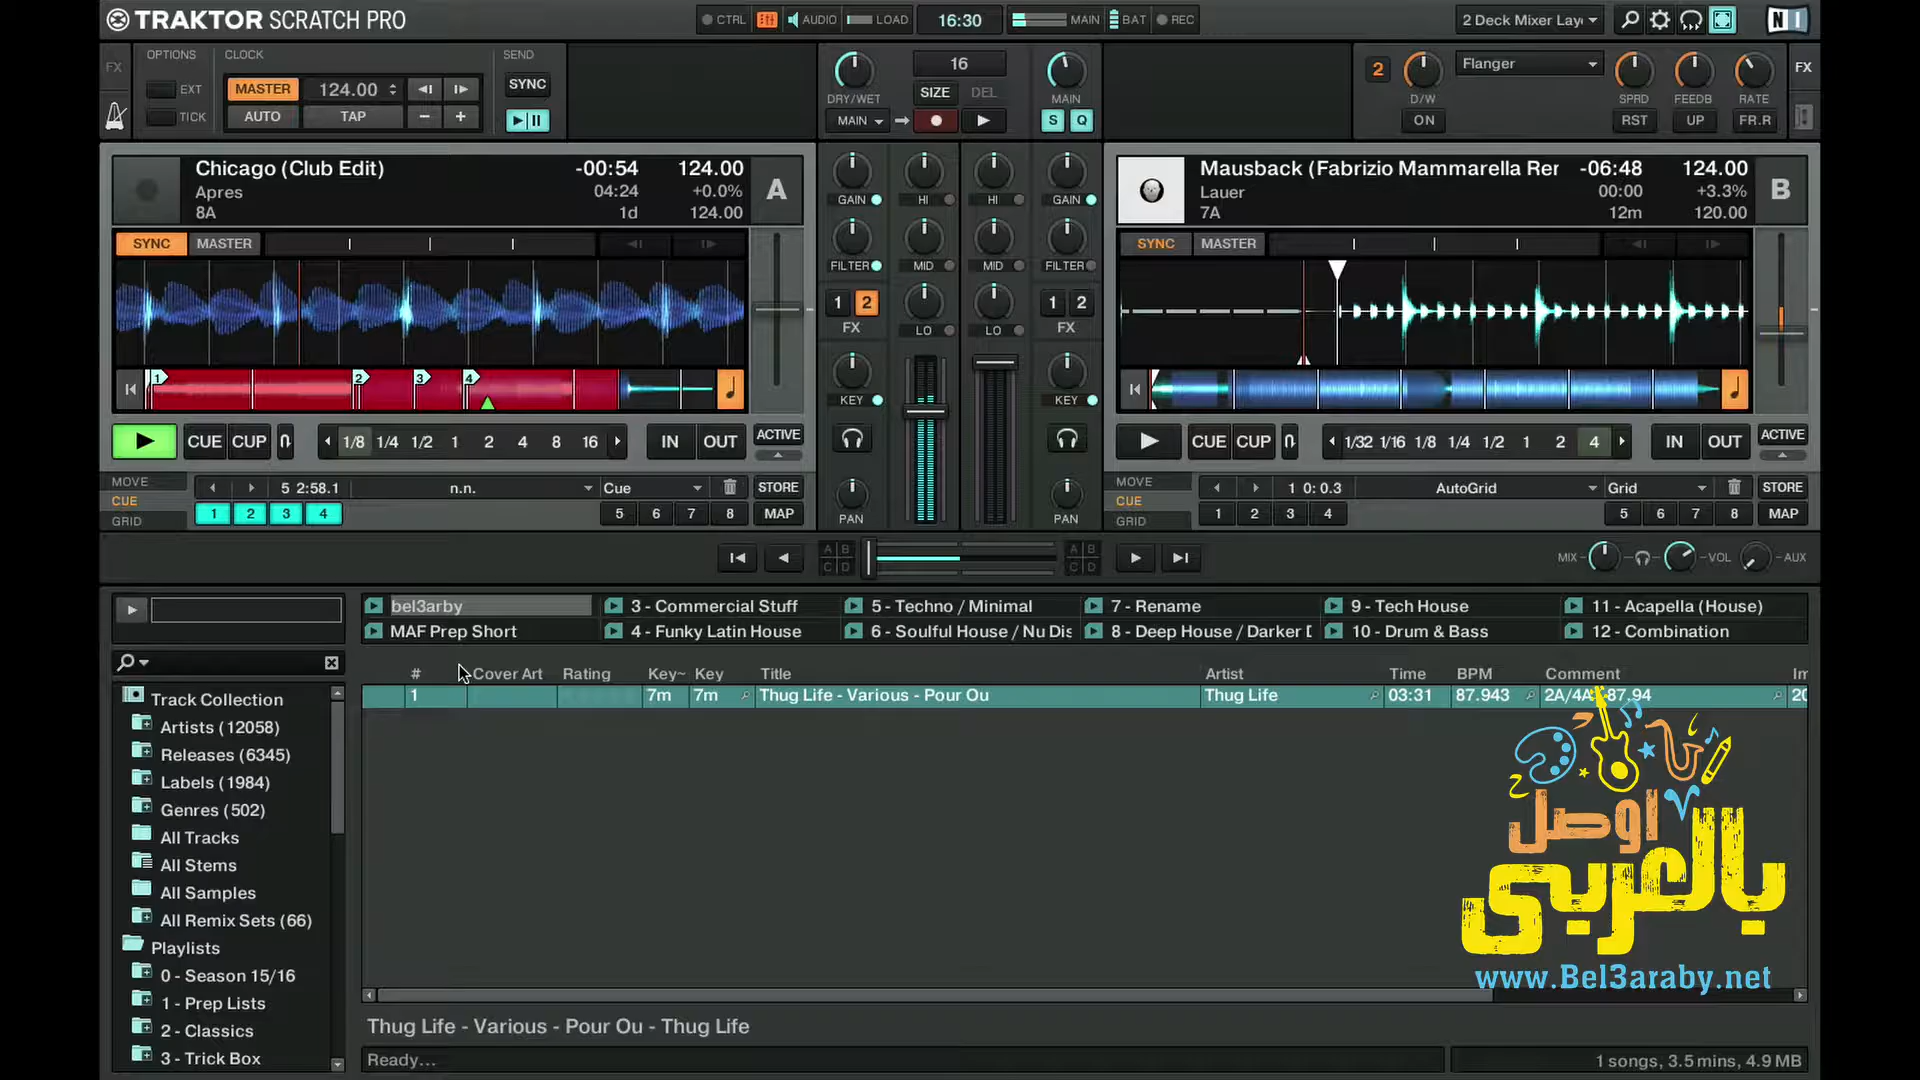 TRAKTOR SCRATCH PRO
CTRL AUDIO LOAD 16:30 MAIN BAT REC
2 Deck Mixer Lay
FX OPTIONS CLOCK SEND
EXT MASTER 124.00 SYNC
TICK AUTO TAP − +
16
DRY/WET SIZE DEL MAIN
MAIN S Q
2 Flanger FX
D/W SPRD FEEDB RATE
ON RST UP FR.R
Chicago (Club Edit) -00:54 124.00 A
Apres 04:24 +0.0%
8A 1d 124.00
SYNC MASTER
1 2 3 4
CUE CUP 1/8 1/4 1/2 1 2 4 8 16 IN OUT ACTIVE
MOVE
CUE
GRID
5 2:58.1 n.n. Cue STORE
1 2 3 4 5 6 7 8 MAP
GAIN HI HI GAIN
FILTER MID MID FILTER
1 2 1 2
FX LO LO FX
KEY KEY
PAN PAN
Mausback (Fabrizio Mammarella Rer -06:48 124.00 B
Lauer 00:00 +3.3%
7A 12m 120.00
SYNC MASTER
CUE CUP 1/32 1/16 1/8 1/4 1/2 1 2 4 IN OUT ACTIVE
MOVE
CUE
GRID
1 0: 0.3 AutoGrid Grid STORE
1 2 3 4 5 6 7 8 MAP
A B A B
C D C D
MIX VOL AUX
bel3arby 3 - Commercial Stuff 5 - Techno / Minimal 7 - Rename 9 - Tech House 11 - Acapella (House)
MAF Prep Short 4 - Funky Latin House 6 - Soulful House / Nu Dis 8 - Deep House / Darker D 10 - Drum & Bass 12 - Combination
# Cover Art Rating Key~ Key Title Artist Time BPM Comment Im
1 7m 7m Thug Life - Various - Pour Ou Thug Life 03:31 87.943 2A/4A 87.94 20
Track Collection
Artists (12058)
Releases (6345)
Labels (1984)
Genres (502)
All Tracks
All Stems
All Samples
All Remix Sets (66)
Playlists
0 - Season 15/16
1 - Prep Lists
2 - Classics
3 - Trick Box
اوصل
بالعربى
www.Bel3araby.net
Thug Life - Various - Pour Ou - Thug Life
Ready...
1 songs, 3.5 mins, 4.9 MB